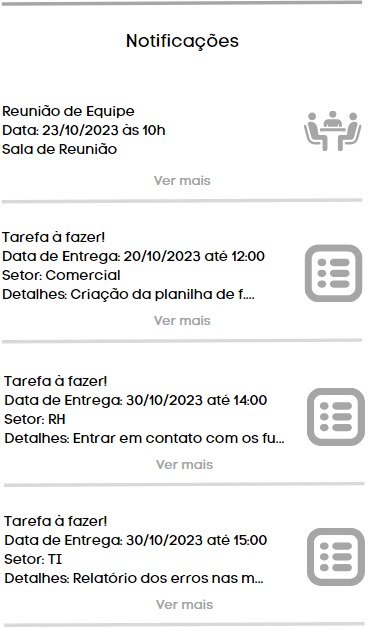 Notificações
Reunião de Equipe
Data: 23/10/2023 às 10h
Sala de Reunião
Ver mais
Tarefa à fazer!
Data de Entrega: 20/10/2023 até 12:00
Setor: Comercial
Detalhes: Criação da planilha de f....
Ver mais
Tarefa à fazer!
Data de Entrega: 30/10/2023 até 14:00
Setor: RH
Detalhes: Entrar em contato com os fu...
Ver mais
Tarefa à fazer!
Data de Entrega: 30/10/2023 até 15:00
Setor: TI
Detalhes: Relatório dos erros nas m...
Ver mais